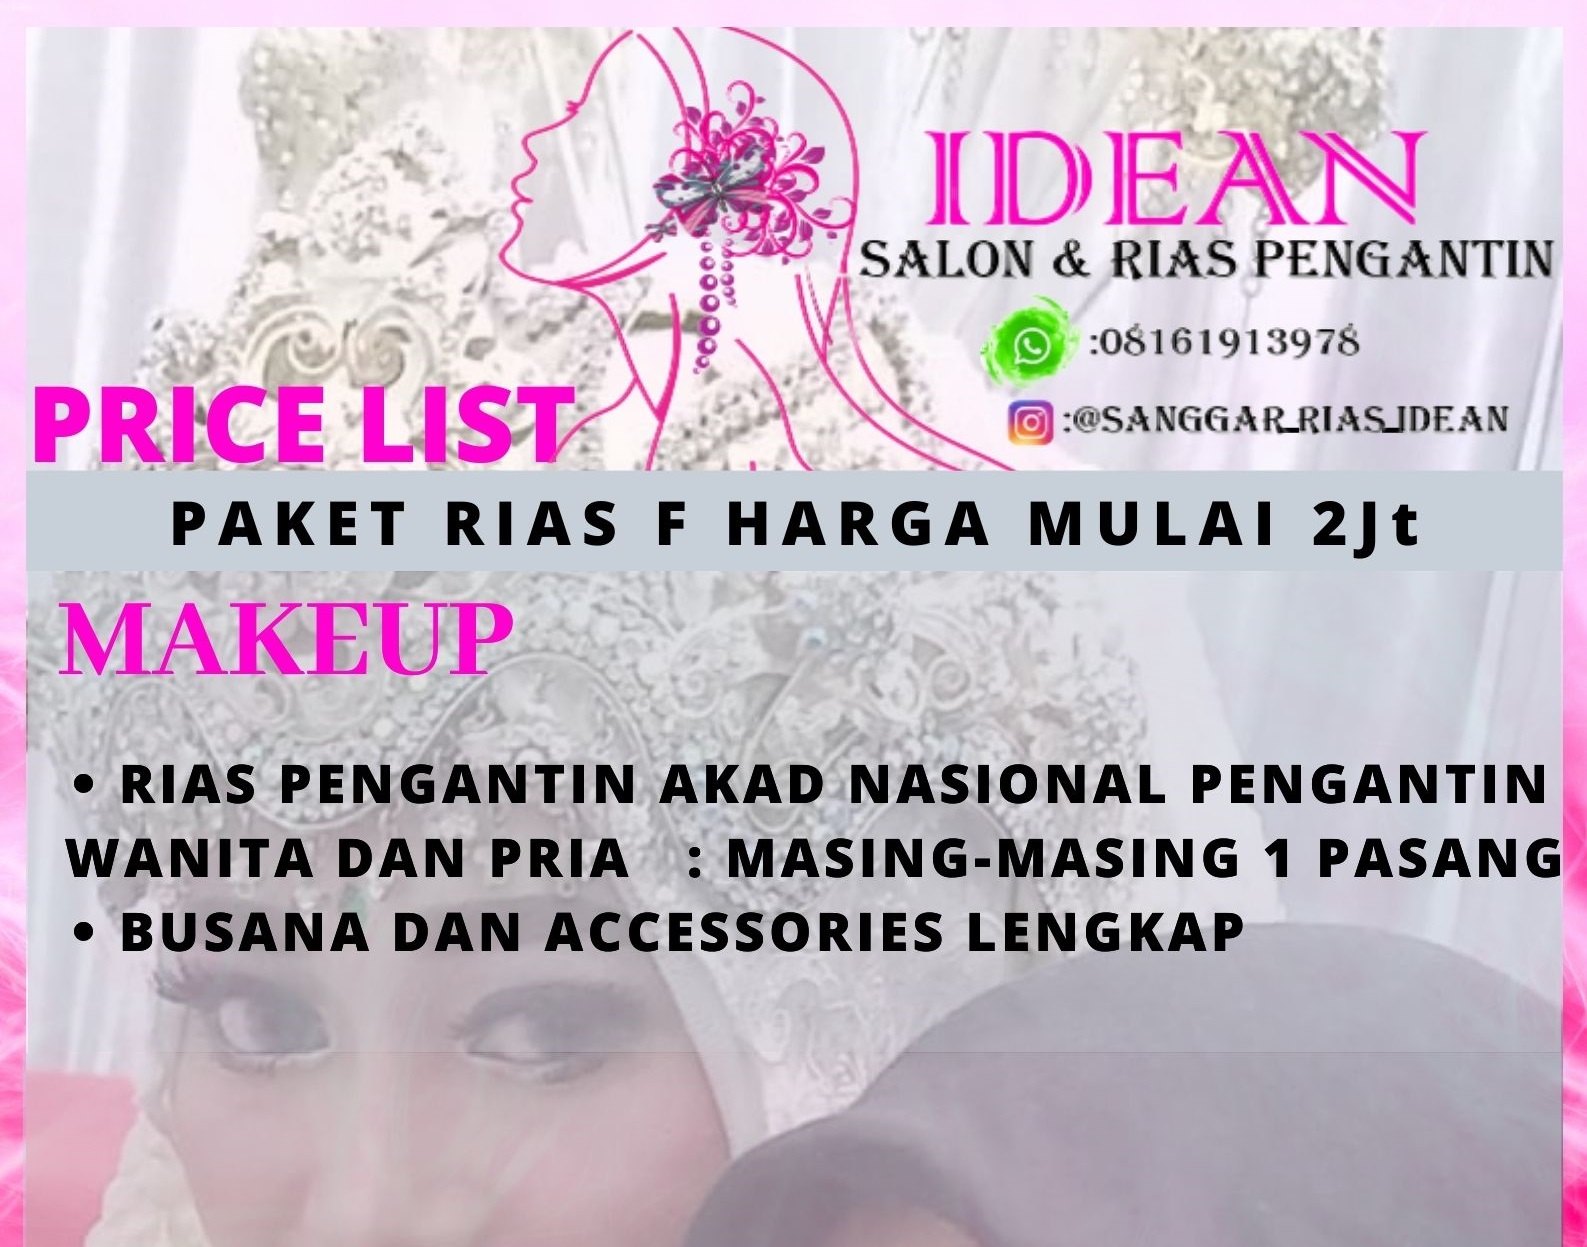 IDEAN
SALON & RIAS PENGANTIN
:08161913978
:@SANGGAR_RIAS_IDEAN
PRICE LIST
PAKET RIAS F HARGA MULAI 2Jt
MAKEUP
• RIAS PENGANTIN AKAD NASIONAL PENGANTIN
WANITA DAN PRIA : MASING-MASING 1 PASANG
• BUSANA DAN ACCESSORIES LENGKAP